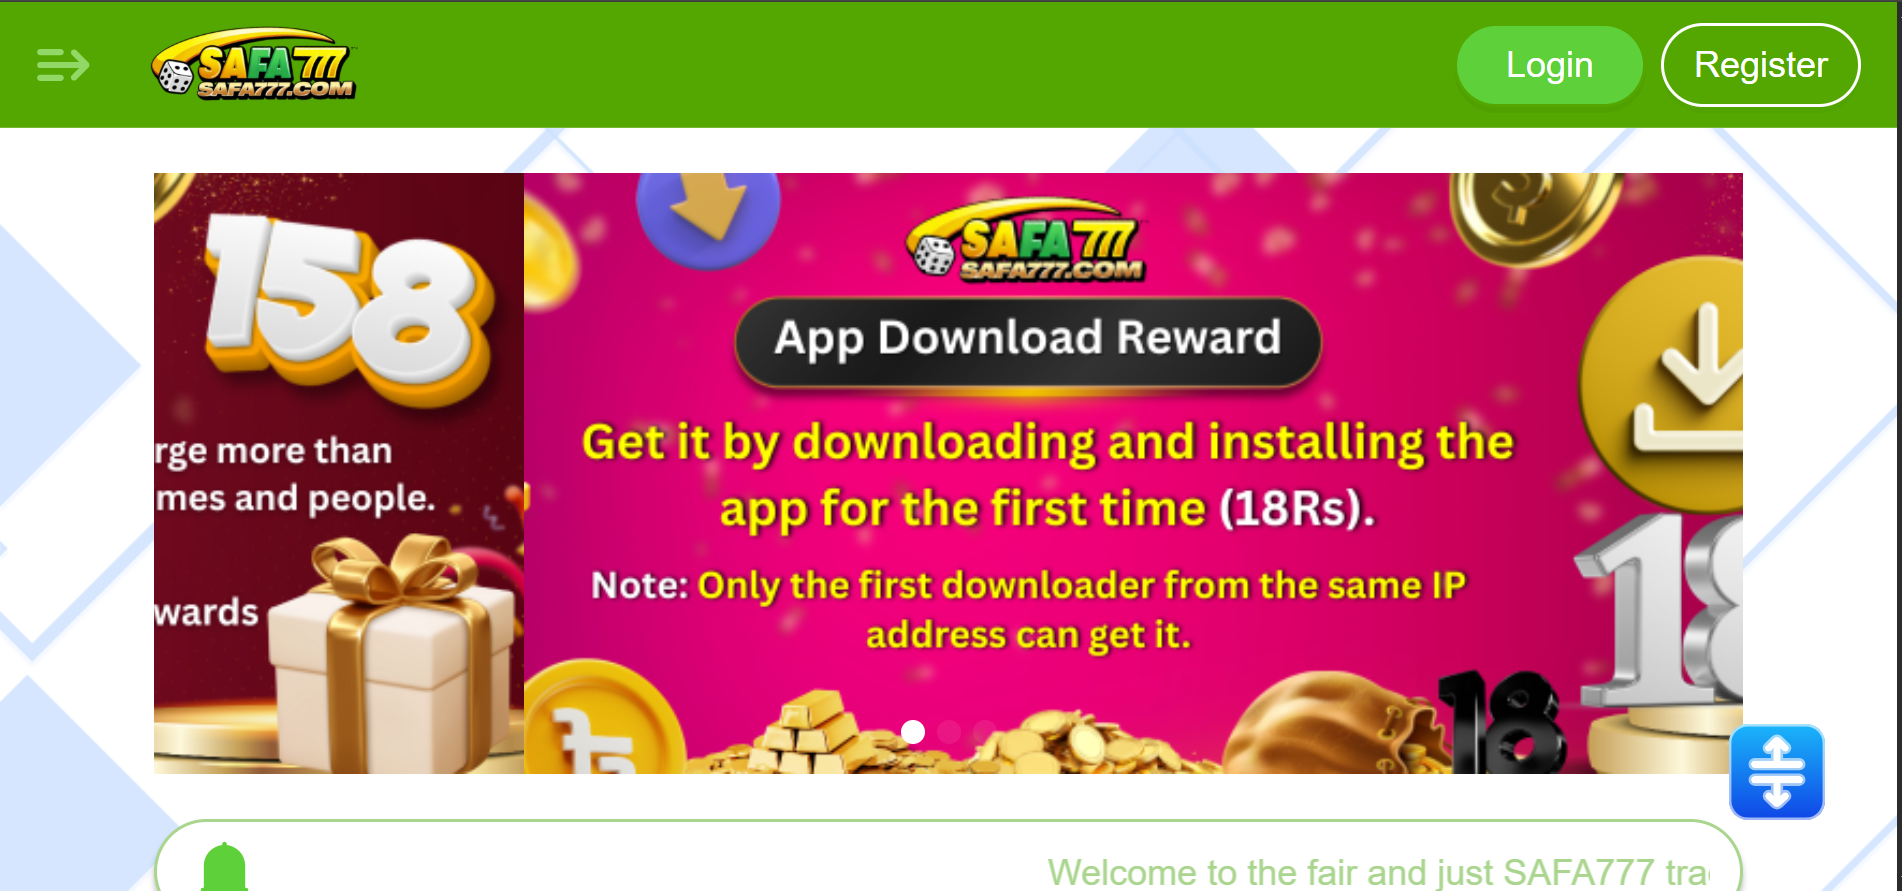 SAFA777
SAFA777.COM
Login
Register
158
rge more than
mes and people.
wards
SAFA777
SAFA777.COM
App Download Reward
Get it by downloading and installing the
app for the first time (18Rs).
Note: Only the first downloader from the same IP
address can get it.
18
18
Welcome to the fair and just SAFA777 tra